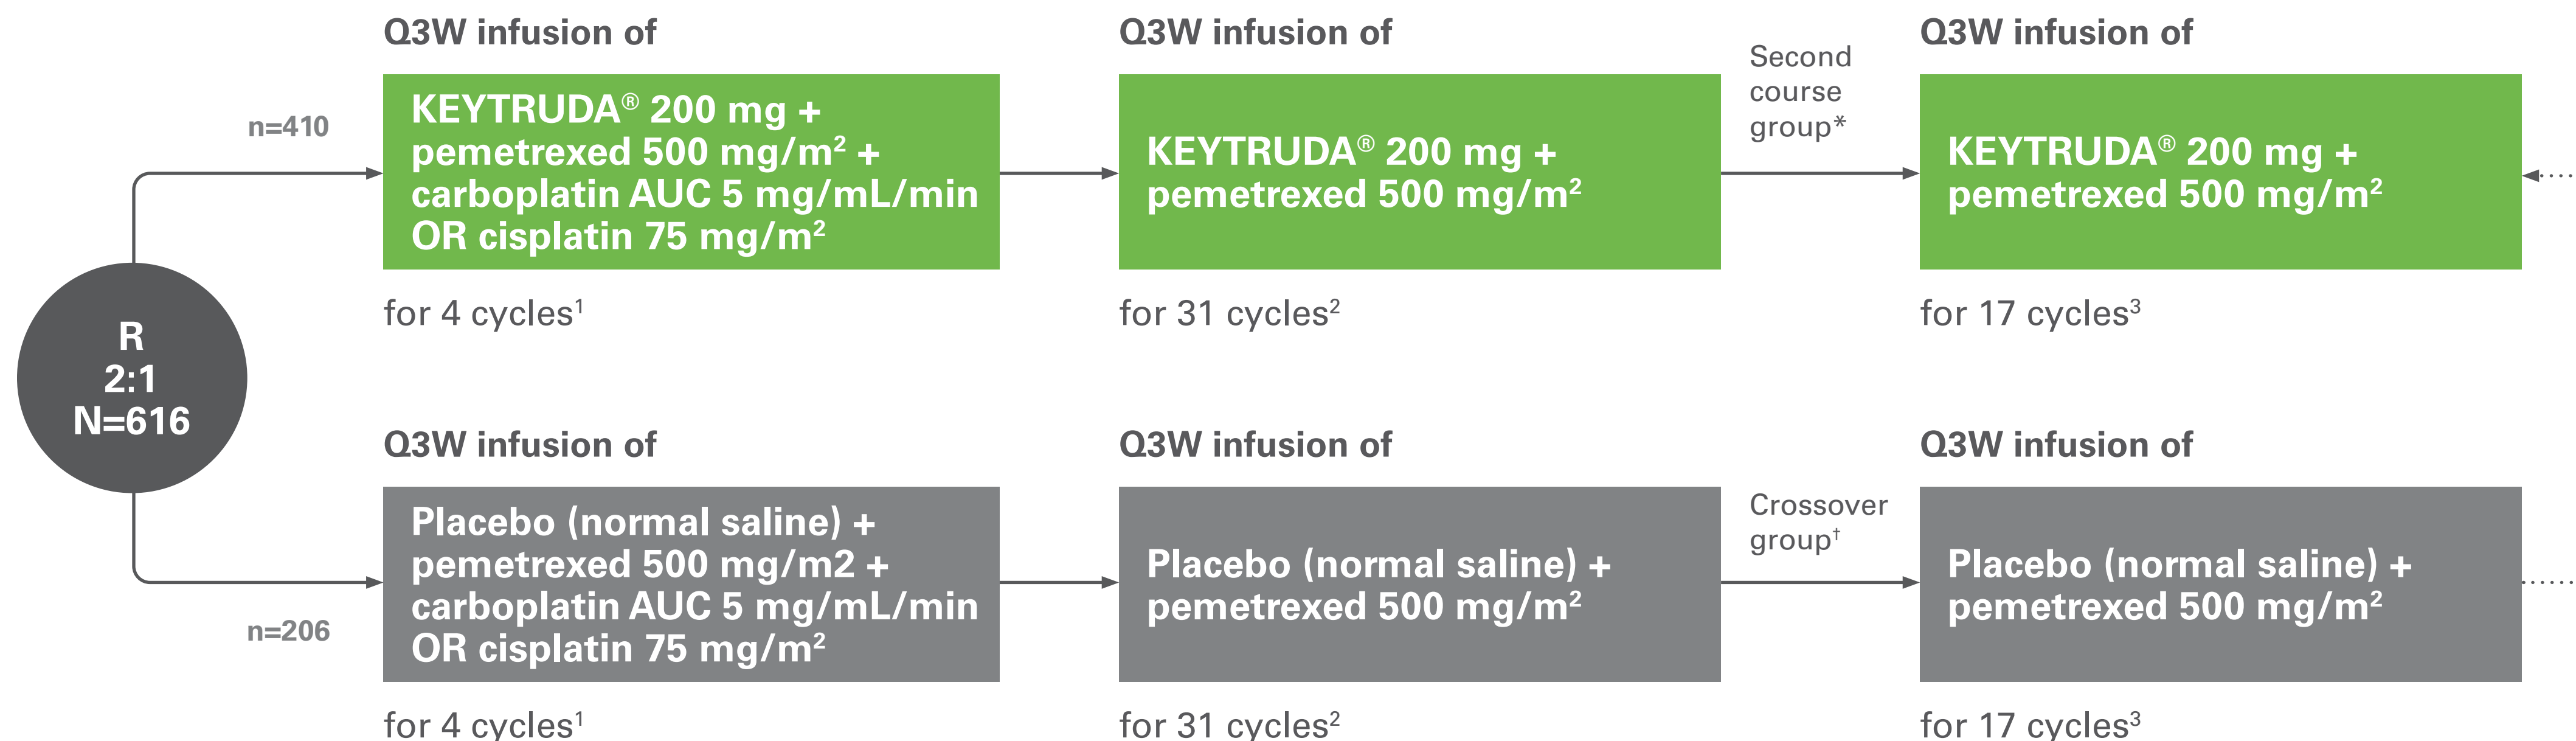 R
2:1
N=616
n=410
Q3W infusion of
KEYTRUDA® 200 mg +
pemetrexed 500 mg/m² +
carboplatin AUC 5 mg/mL/min
OR cisplatin 75 mg/m²
for 4 cycles¹
Q3W infusion of
KEYTRUDA® 200 mg +
pemetrexed 500 mg/m²
for 31 cycles²
Second
course
group*
Q3W infusion of
KEYTRUDA® 200 mg +
pemetrexed 500 mg/m²
for 17 cycles³
n=206
Q3W infusion of
Placebo (normal saline) +
pemetrexed 500 mg/m2 +
carboplatin AUC 5 mg/mL/min
OR cisplatin 75 mg/m²
for 4 cycles¹
Q3W infusion of
Placebo (normal saline) +
pemetrexed 500 mg/m²
for 31 cycles²
Crossover
group†
Q3W infusion of
Placebo (normal saline) +
pemetrexed 500 mg/m²
for 17 cycles³